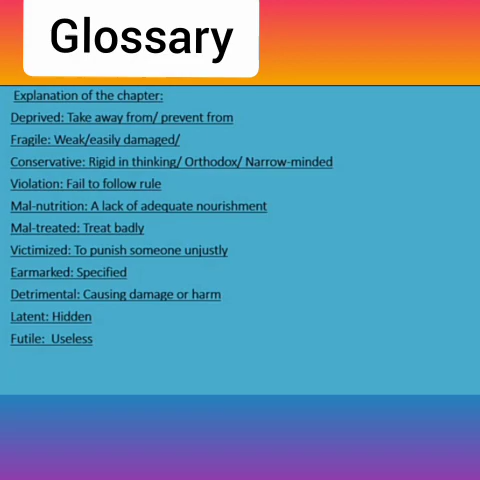 Glossary
Explanation of the chapter:
Deprived: Take away from/ prevent from
Fragile: Weak/easily damaged/
Conservative: Rigid in thinking/ Orthodox/ Narrow-minded
Violation: Fail to follow rule
Mal-nutrition: A lack of adequate nourishment
Mal-treated: Treat badly
Victimized: To punish someone unjustly
Earmarked: Specified
Detrimental: Causing damage or harm
Latent: Hidden
Futile:  Useless